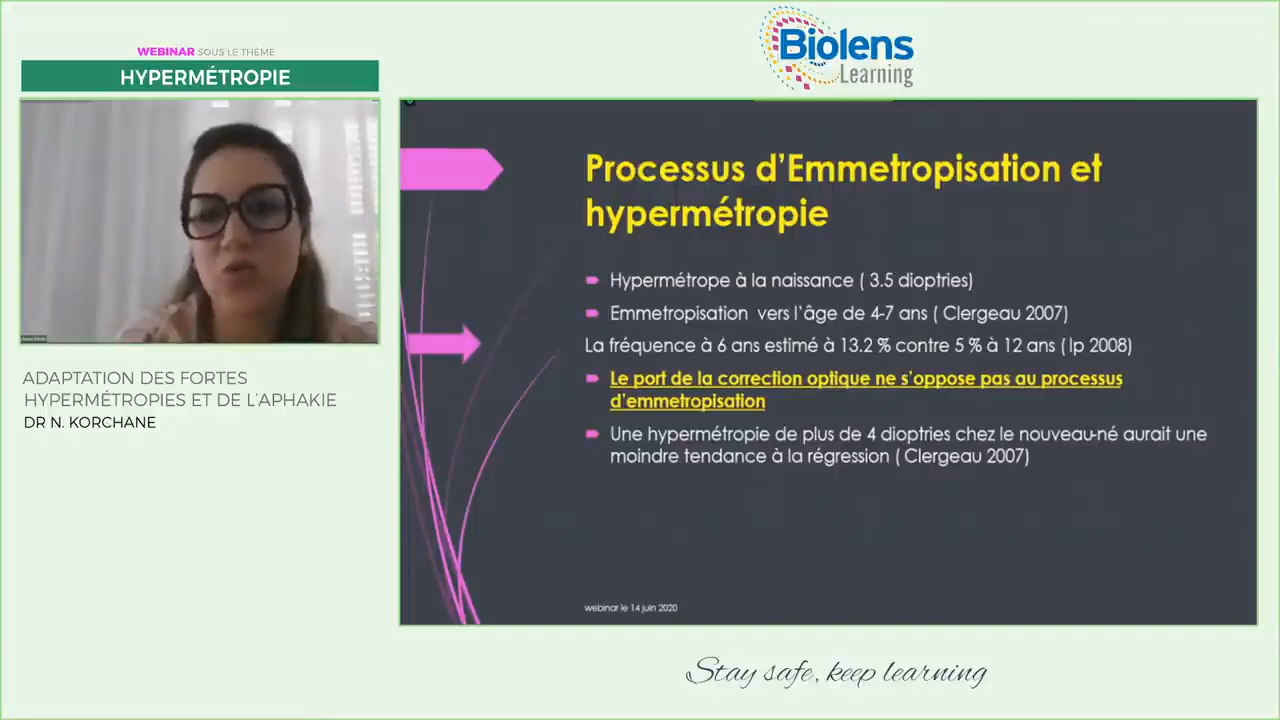 WEBINAR SOUS LE THÈME
HYPERMÉTROPIE
Biolens
Learning
Processus d'Emmetropisation et
hypermétropie
Hypermétrope à la naissance ( 3.5 dioptries)
Emmetropisation vers l'âge de 4-7 ans ( Clergeau 2007)
La fréquence à 6 ans estimé à 13.2 % contre 5 % à 12 ans ( Ip 2008)
Le port de la correction optique ne s'oppose pas au processus
d'emmetropisation
Une hypermétropie de plus de 4 dioptries chez le nouveau-né aurait une
moindre tendance à la régression ( Clergeau 2007)
webinar le 14 juin 2020
ADAPTATION DES FORTES
HYPERMÉTROPIES ET DE L'APHAKIE
DR N. KORCHANE
Stay safe, keep learning